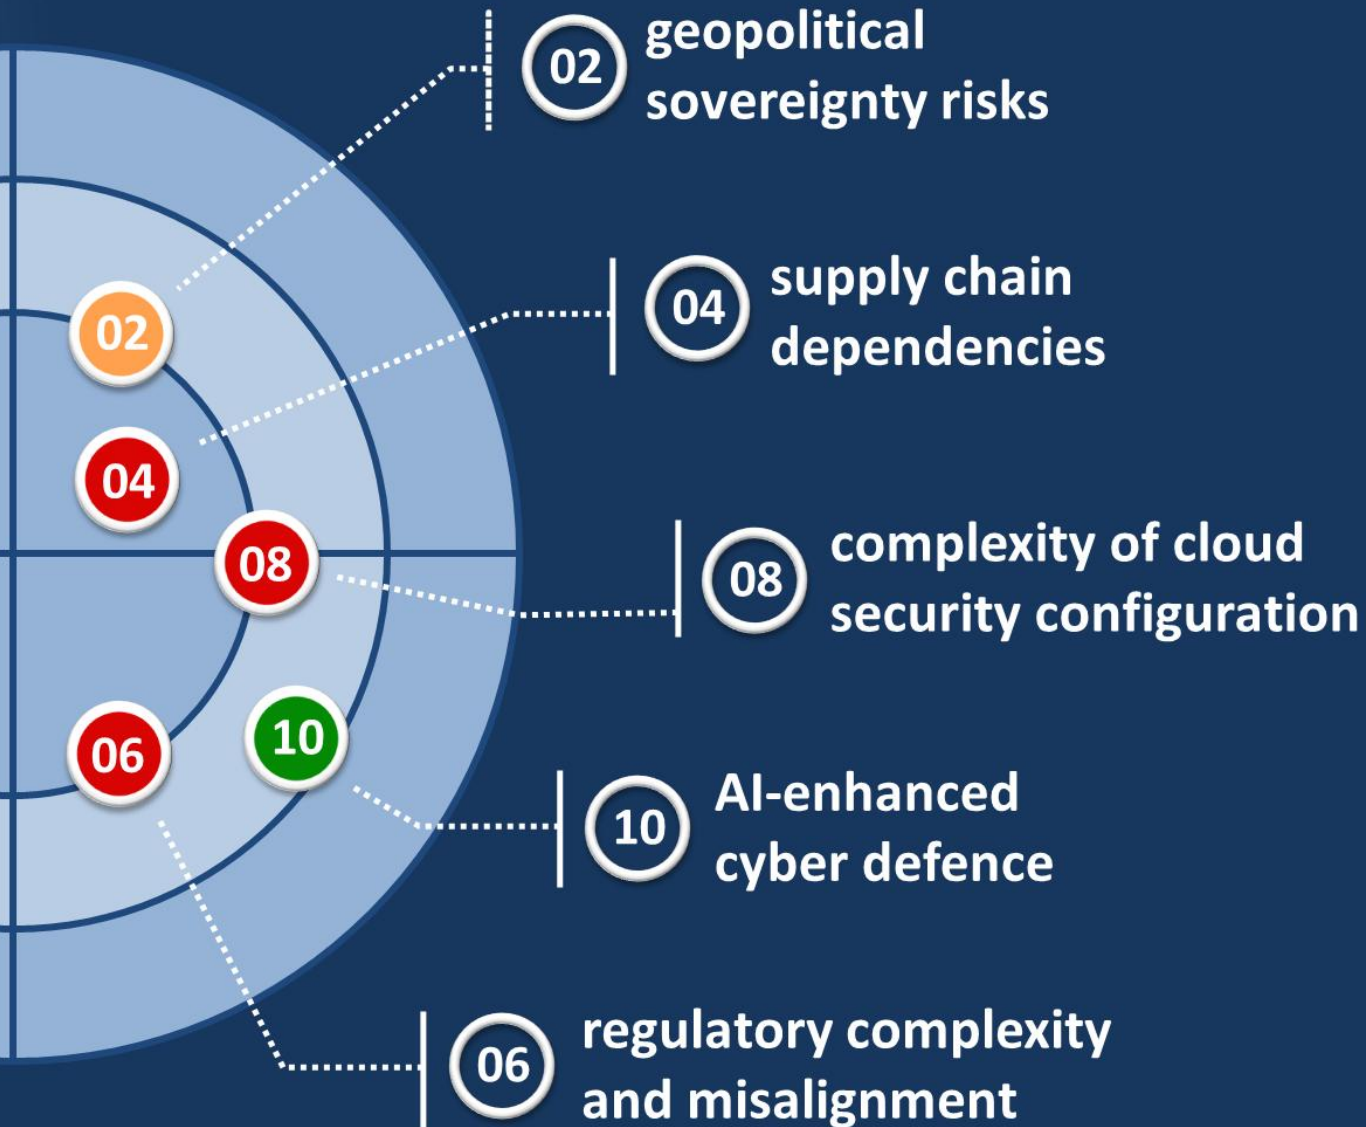 02
geopolitical
sovereignty risks
04
supply chain
dependencies
08
complexity of cloud
security configuration
10
AI-enhanced
cyber defence
06
regulatory complexity
and misalignment
02
04
08
10
06